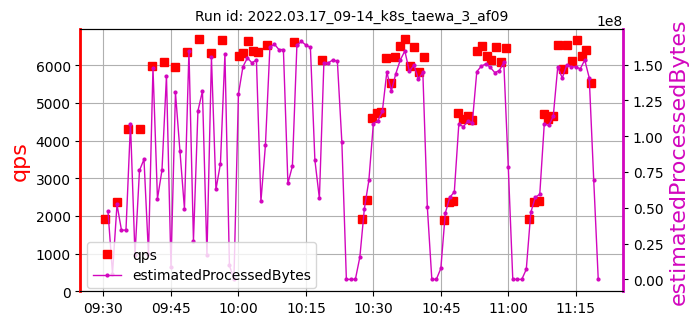 Run id: 2022.03.17_09-14_k8s_taewa_3_af09
1e8
qps
6000
5000
4000
3000
2000
1000
0
estimatedProcessedBytes
1.50
1.25
1.00
0.75
0.50
0.25
0.00
qps
estimatedProcessedBytes
09:30 09:45 10:00 10:15 10:30 10:45 11:00 11:15